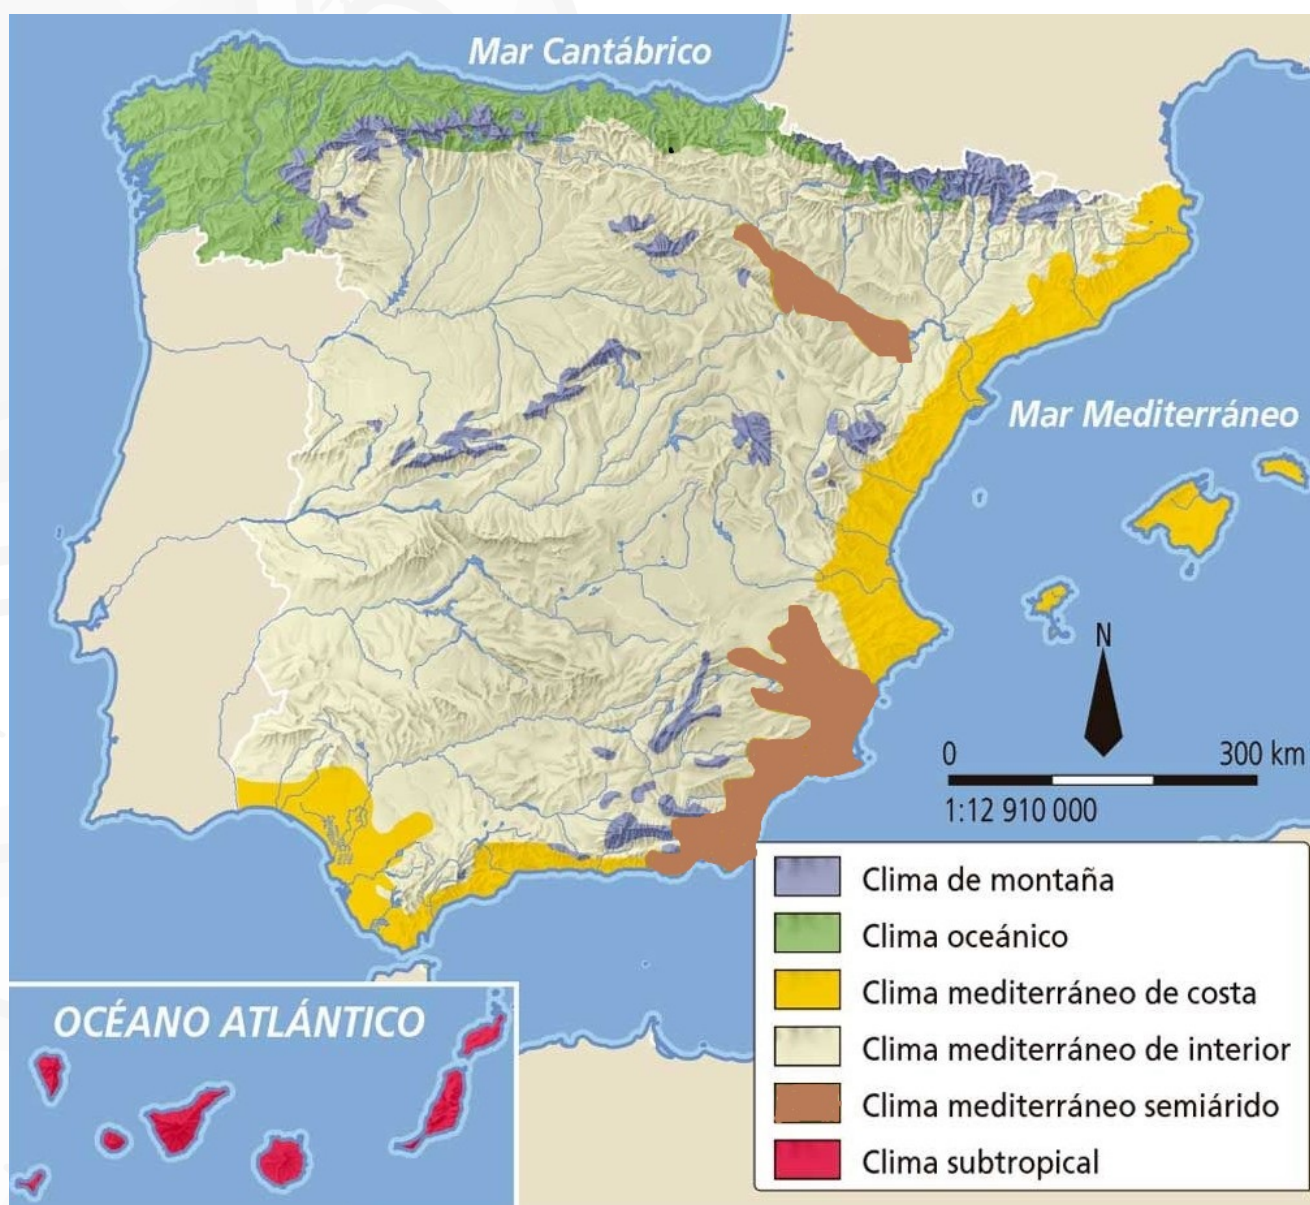 Mar Cantábrico
Mar Mediterráneo
N
0 300 km
1:12 910 000
OCÉANO ATLÁNTICO
Clima de montaña
Clima oceánico
Clima mediterráneo de costa
Clima mediterráneo de interior
Clima mediterráneo semiárido
Clima subtropical